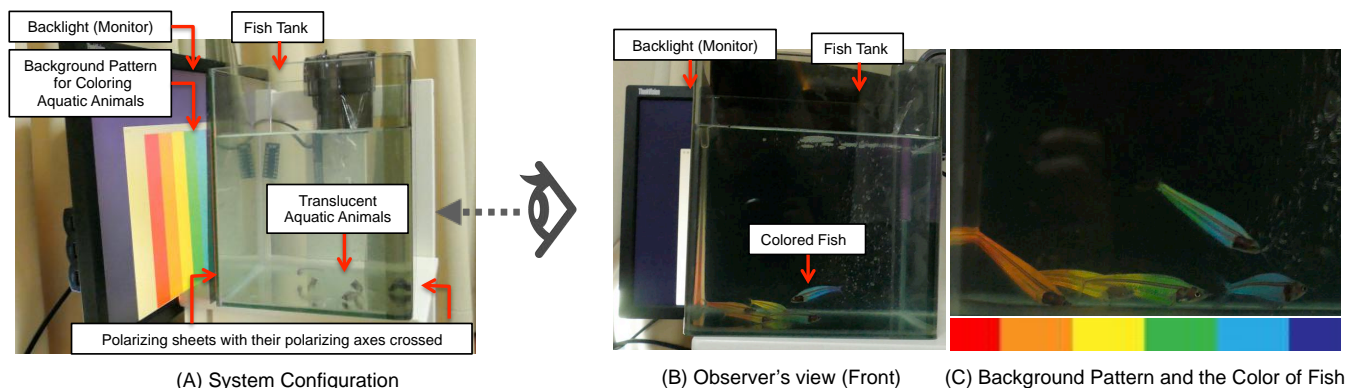 Backlight (Monitor)
Fish Tank
Background Pattern
for Coloring
Aquatic Animals
Translucent
Aquatic Animals
Polarizing sheets with their polarizing axes crossed
(A) System Configuration
Backlight (Monitor)
Fish Tank
ThinkVision
Colored Fish
(B) Observer's view (Front)
(C) Background Pattern and the Color of Fish